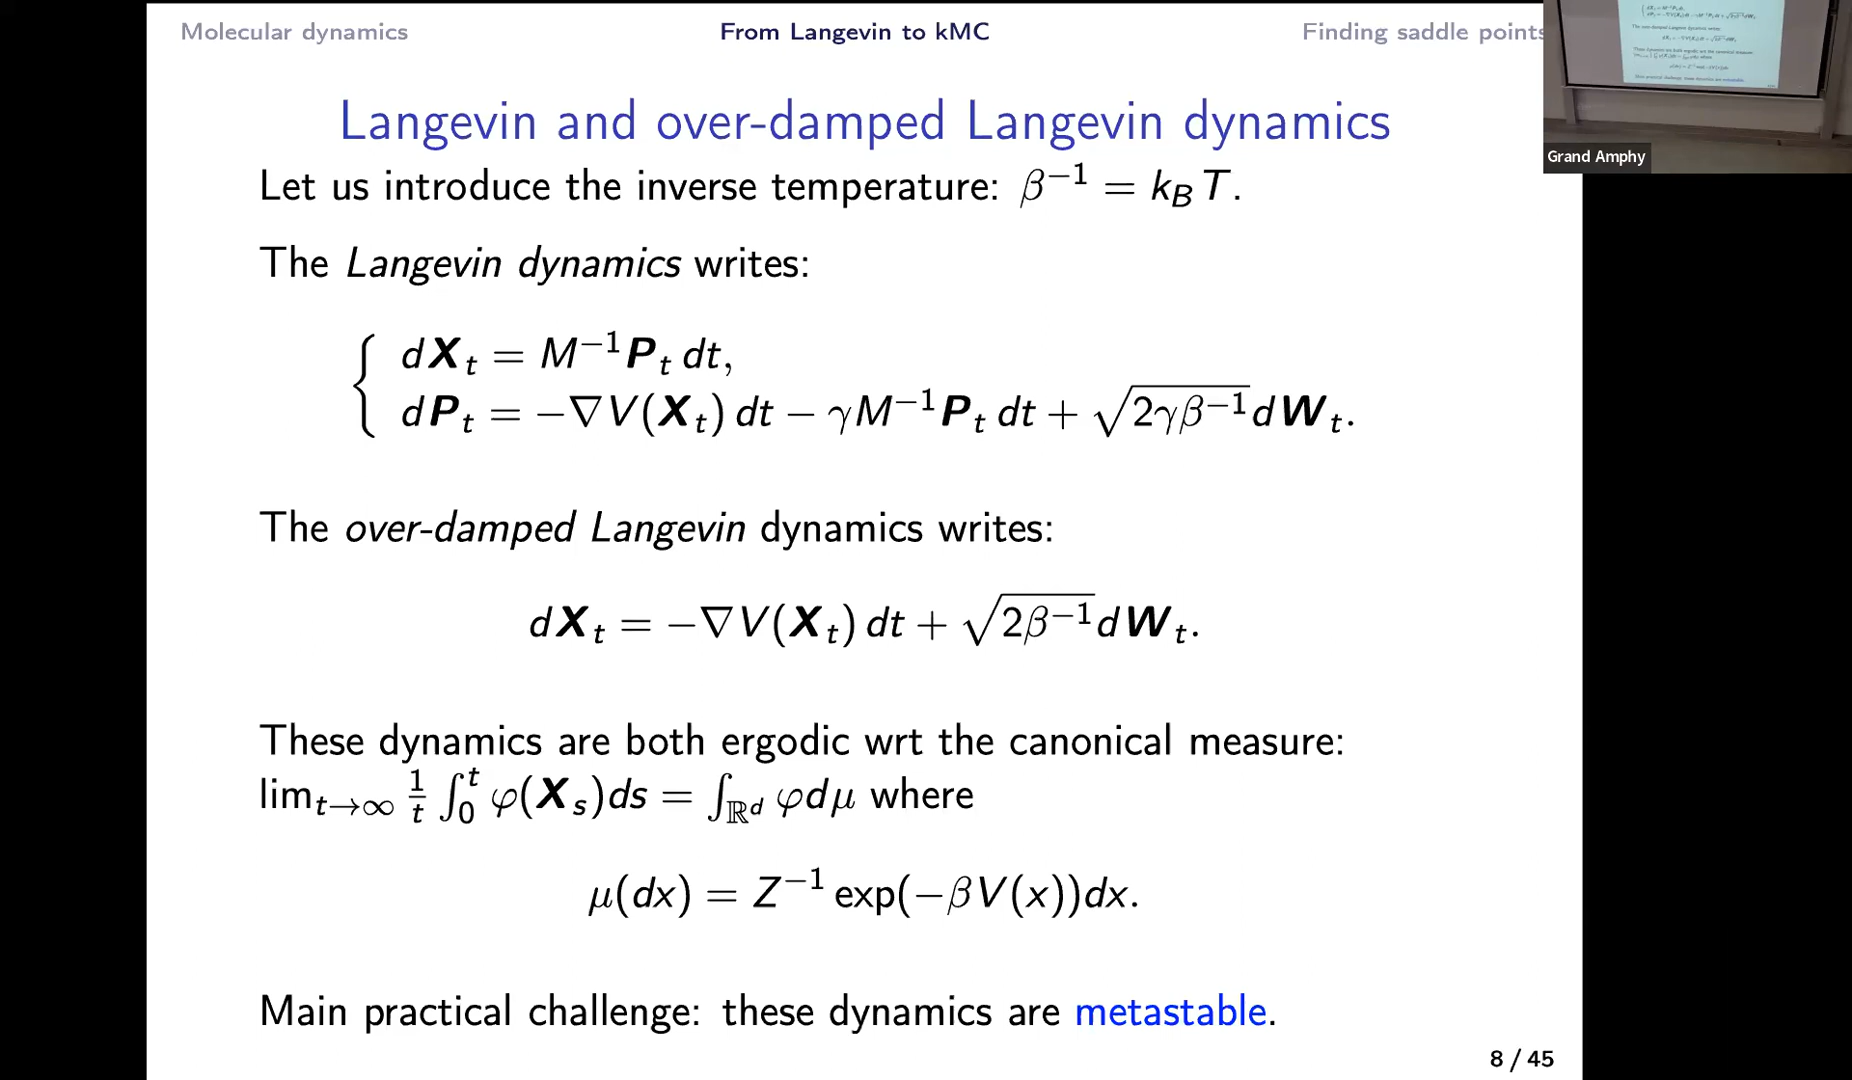 Molecular dynamics From Langevin to kMC Finding saddle points
Langevin and over-damped Langevin dynamics
Let us introduce the inverse temperature: β⁻¹ = k_B T.
The Langevin dynamics writes:
dX_t = M⁻¹P_t dt,
dP_t = −∇V(X_t) dt − γM⁻¹P_t dt + √(2γβ⁻¹)dW_t.
The over-damped Langevin dynamics writes:
dX_t = −∇V(X_t) dt + √(2β⁻¹)dW_t.
These dynamics are both ergodic wrt the canonical measure:
lim_{t→∞} 1/t ∫₀ᵗ φ(X_s)ds = ∫_{ℝ^d} φdμ where
μ(dx) = Z⁻¹ exp(−βV(x))dx.
Main practical challenge: these dynamics are metastable.
8 / 45
Grand Amphy